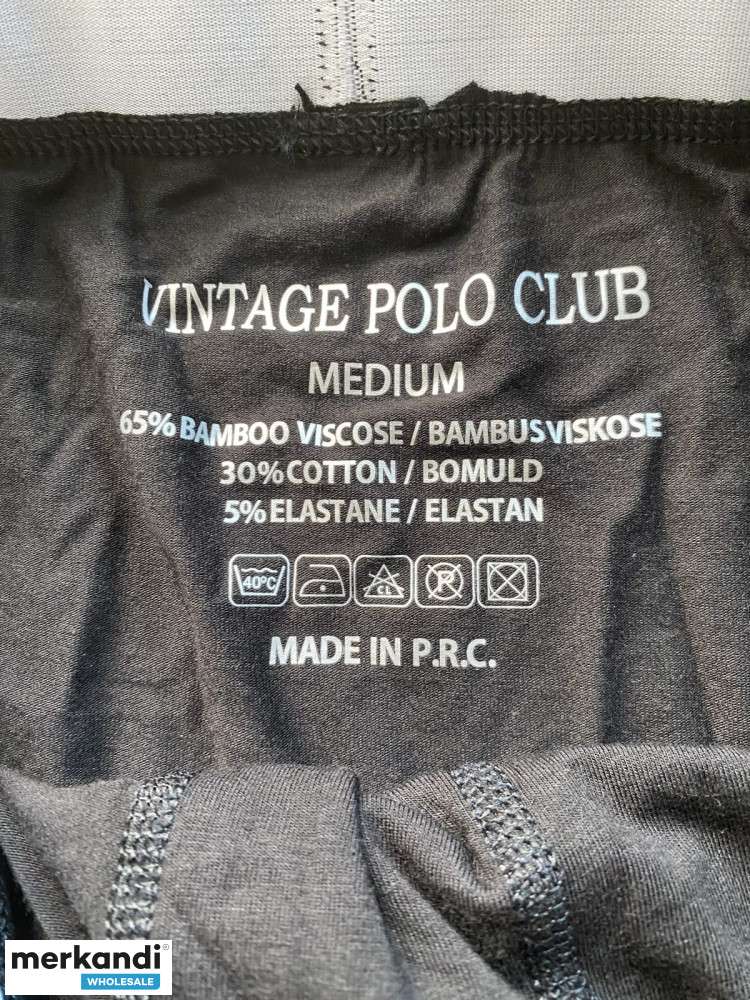 VINTAGE POLO CLUB
MEDIUM
65% BAMBOO VISCOSE / BAMBUSVISKOSE
30% COTTON / BOMULD
5% ELASTANE / ELASTAN
40°C CL P
MADE IN P.R.C.
merkandi®
WHOLESALE